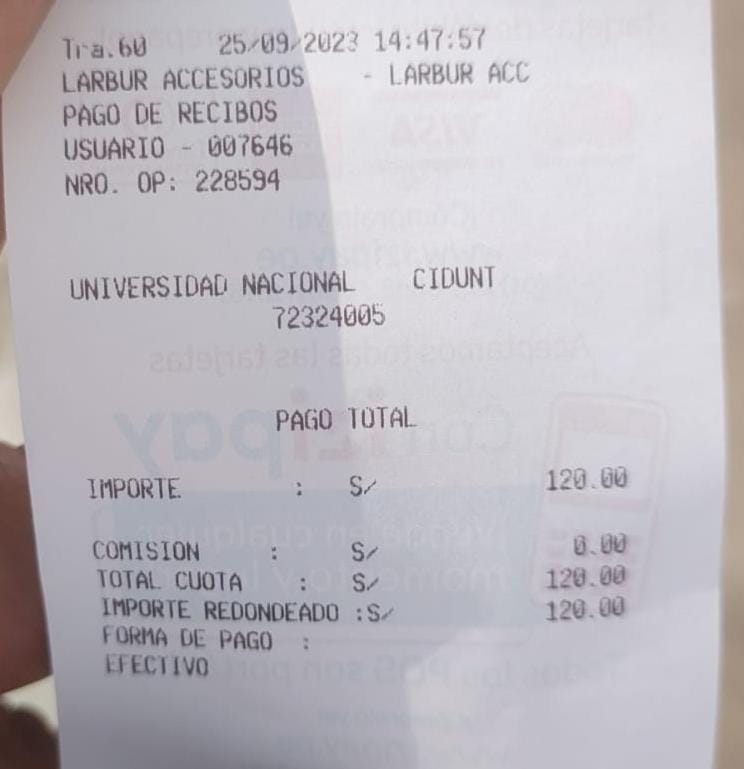 Tra.60 25/09/2023 14:47:57
LARBUR ACCESORIOS - LARBUR ACC
PAGO DE RECIBOS
USUARIO - 007646
NRO. OP: 228594
UNIVERSIDAD NACIONAL CIDUNT
72324005
PAGO TOTAL
IMPORTE : S/ 120.00
COMISION : S/ 0.00
TOTAL CUOTA : S/ 120.00
IMPORTE REDONDEADO :S/ 120.00
FORMA DE PAGO :
EFECTIVO